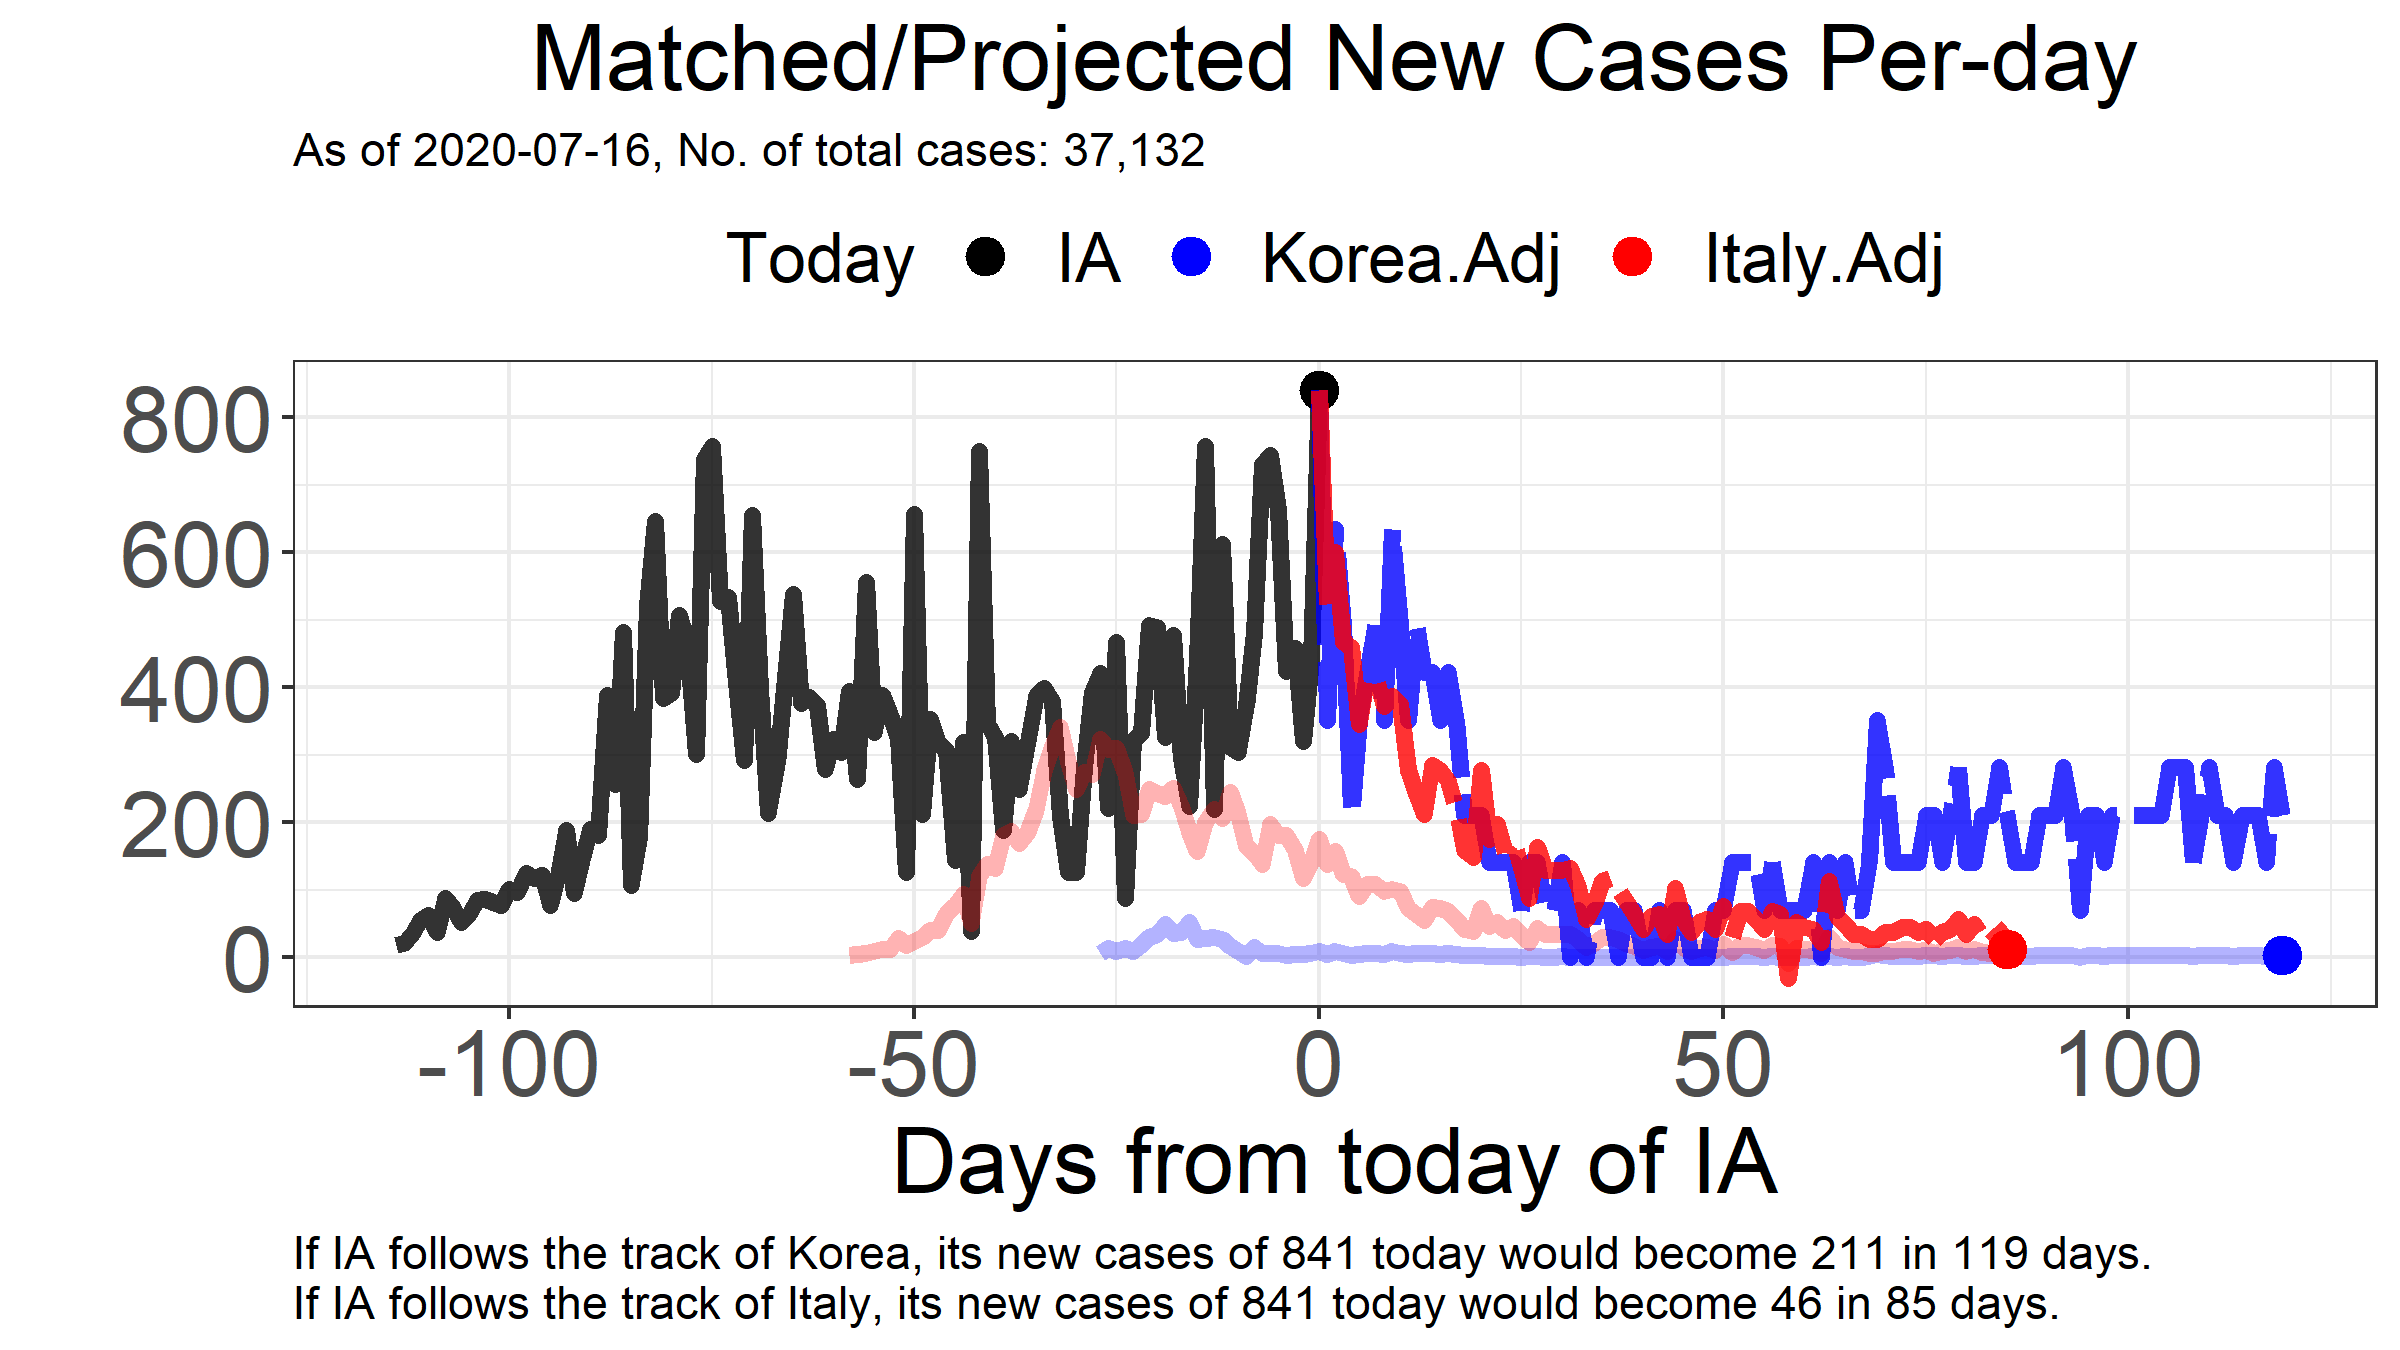 Matched/Projected New Cases Per-day
As of 2020-07-16, No. of total cases: 37,132
Today IA Korea.Adj Italy.Adj
800
600
400
200
0
-100 -50 0 50 100
Days from today of IA
If IA follows the track of Korea, its new cases of 841 today would become 211 in 119 days.
If IA follows the track of Italy, its new cases of 841 today would become 46 in 85 days.